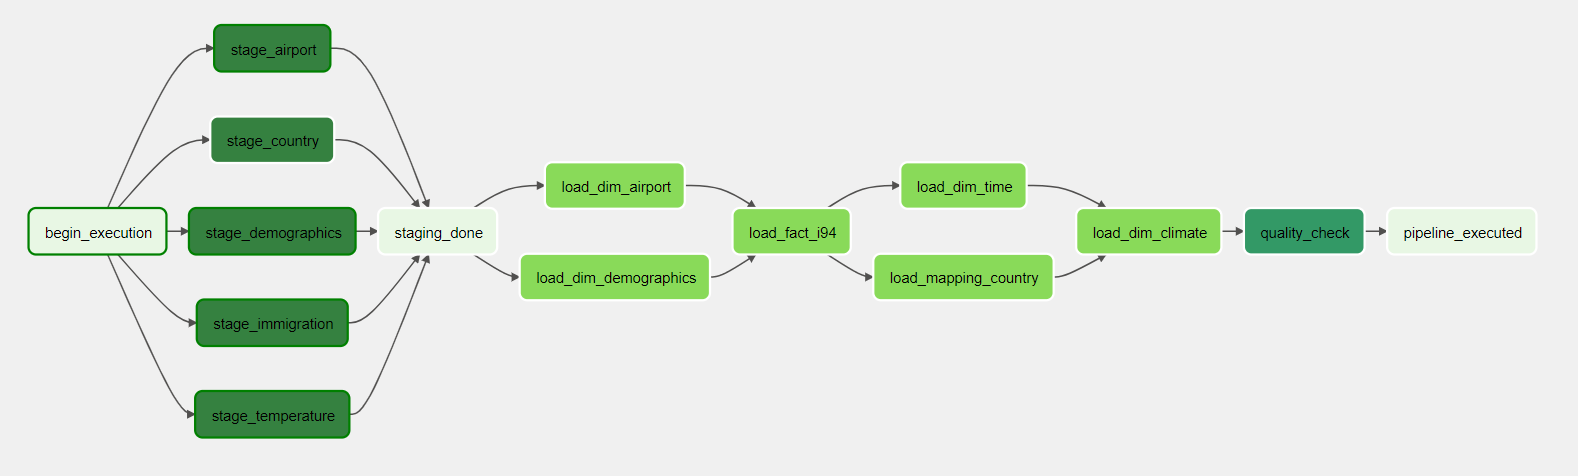 begin_execution
stage_airport
stage_country
stage_demographics
stage_immigration
stage_temperature
staging_done
load_dim_airport
load_dim_demographics
load_fact_i94
load_dim_time
load_mapping_country
load_dim_climate
quality_check
pipeline_executed